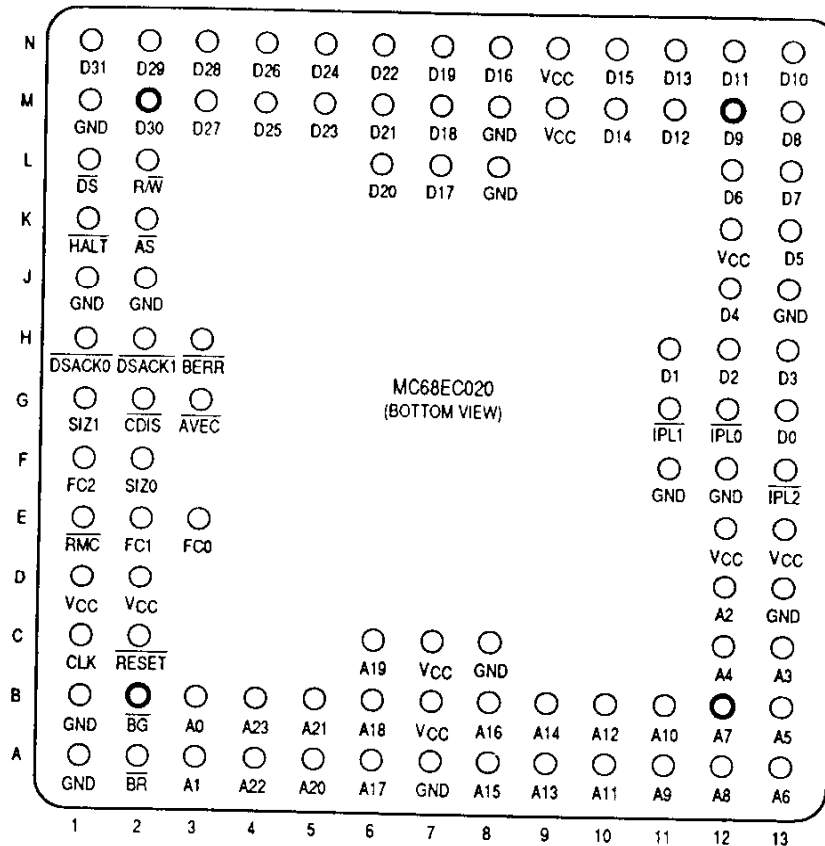 N
D31 D29 D28 D26 D24 D22 D19 D16 VCC D15 D13 D11 D10
M
GND D30 D27 D25 D23 D21 D18 GND VCC D14 D12 D9 D8
L
DS R/W D20 D17 GND D6 D7
K
HALT AS VCC D5
J
GND GND D4 GND
H
DSACK0 DSACK1 BERR D1 D2 D3
MC68EC020
(BOTTOM VIEW)
G
SIZ1 CDIS AVEC IPL1 IPL0 D0
F
FC2 SIZ0 GND GND IPL2
E
RMC FC1 FC0 VCC VCC
D
VCC VCC A2 GND
C
CLK RESET A19 VCC GND A4 A3
B
GND BG A0 A23 A21 A18 VCC A16 A14 A12 A10 A7 A5
A
GND BR A1 A22 A20 A17 GND A15 A13 A11 A9 A8 A6
1 2 3 4 5 6 7 8 9 10 11 12 13